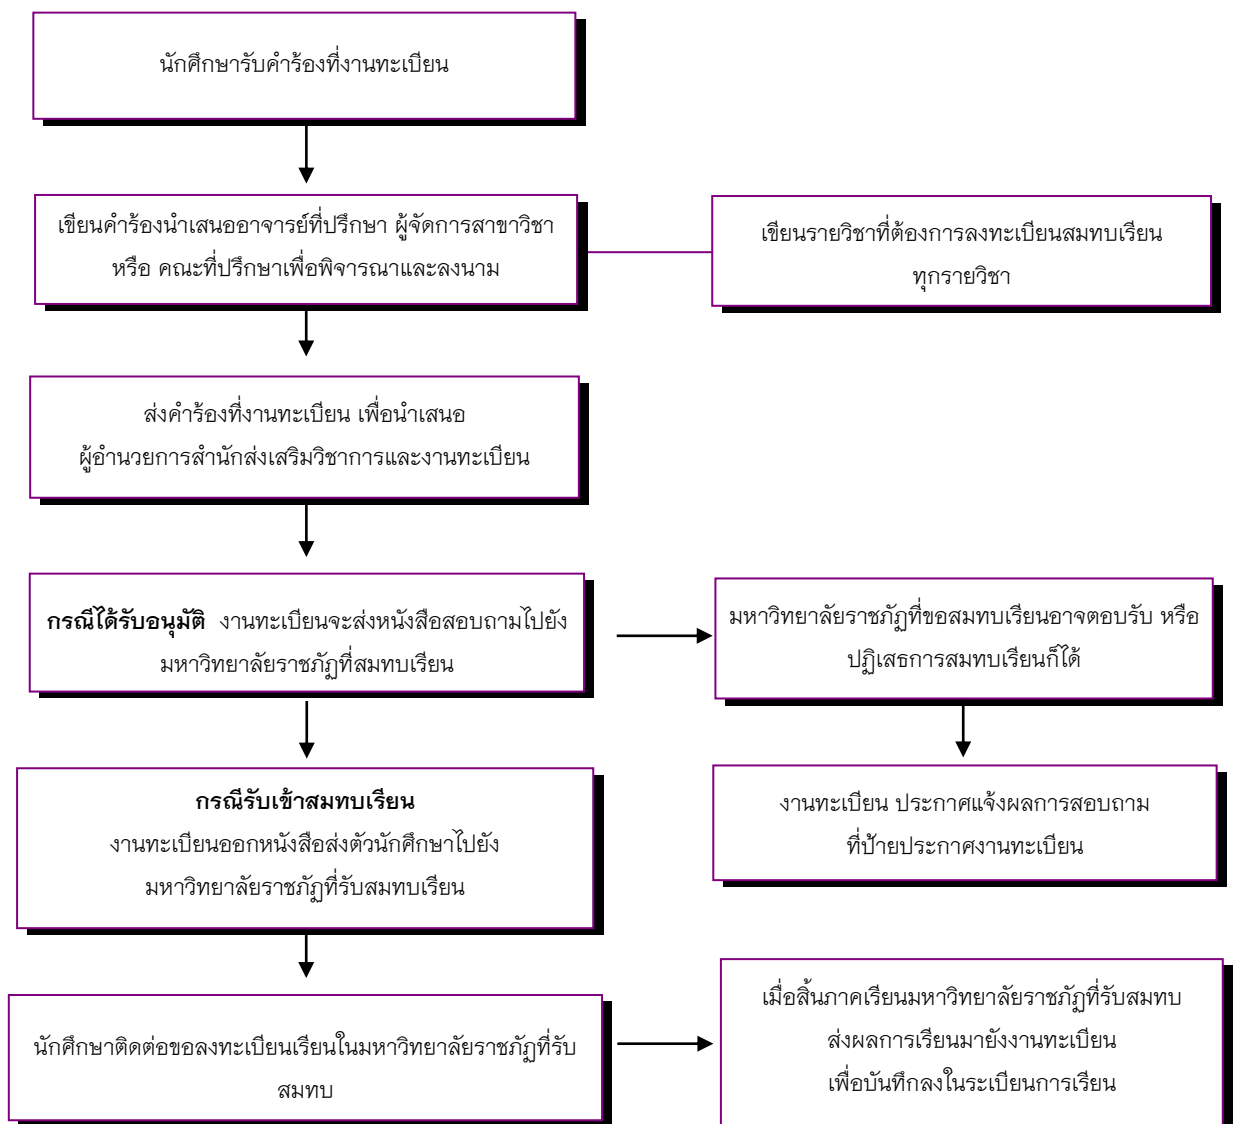 นักศึกษารับคำร้องที่งานทะเบียน
เขียนคำร้องนำเสนออาจารย์ที่ปรึกษา ผู้จัดการสาขาวิชา
หรือ คณะที่ปรึกษาเพื่อพิจารณาและลงนาม
เขียนรายวิชาที่ต้องการลงทะเบียนสมทบเรียน
ทุกรายวิชา
ส่งคำร้องที่งานทะเบียน เพื่อนำเสนอ
ผู้อำนวยการสำนักส่งเสริมวิชาการและงานทะเบียน
กรณีได้รับอนุมัติ งานทะเบียนจะส่งหนังสือสอบถามไปยัง
มหาวิทยาลัยราชภัฏที่สมทบเรียน
มหาวิทยาลัยราชภัฏที่ขอสมทบเรียนอาจตอบรับ หรือ
ปฏิเสธการสมทบเรียนก็ได้
กรณีรับเข้าสมทบเรียน
งานทะเบียนออกหนังสือส่งตัวนักศึกษาไปยัง
มหาวิทยาลัยราชภัฏที่รับสมทบเรียน
งานทะเบียน ประกาศแจ้งผลการสอบถาม
ที่ป้ายประกาศงานทะเบียน
นักศึกษาติดต่อขอลงทะเบียนเรียนในมหาวิทยาลัยราชภัฏที่รับ
สมทบ
เมื่อสิ้นภาคเรียนมหาวิทยาลัยราชภัฏที่รับสมทบ
ส่งผลการเรียนมายังงานทะเบียน
เพื่อบันทึกลงในระเบียนการเรียน